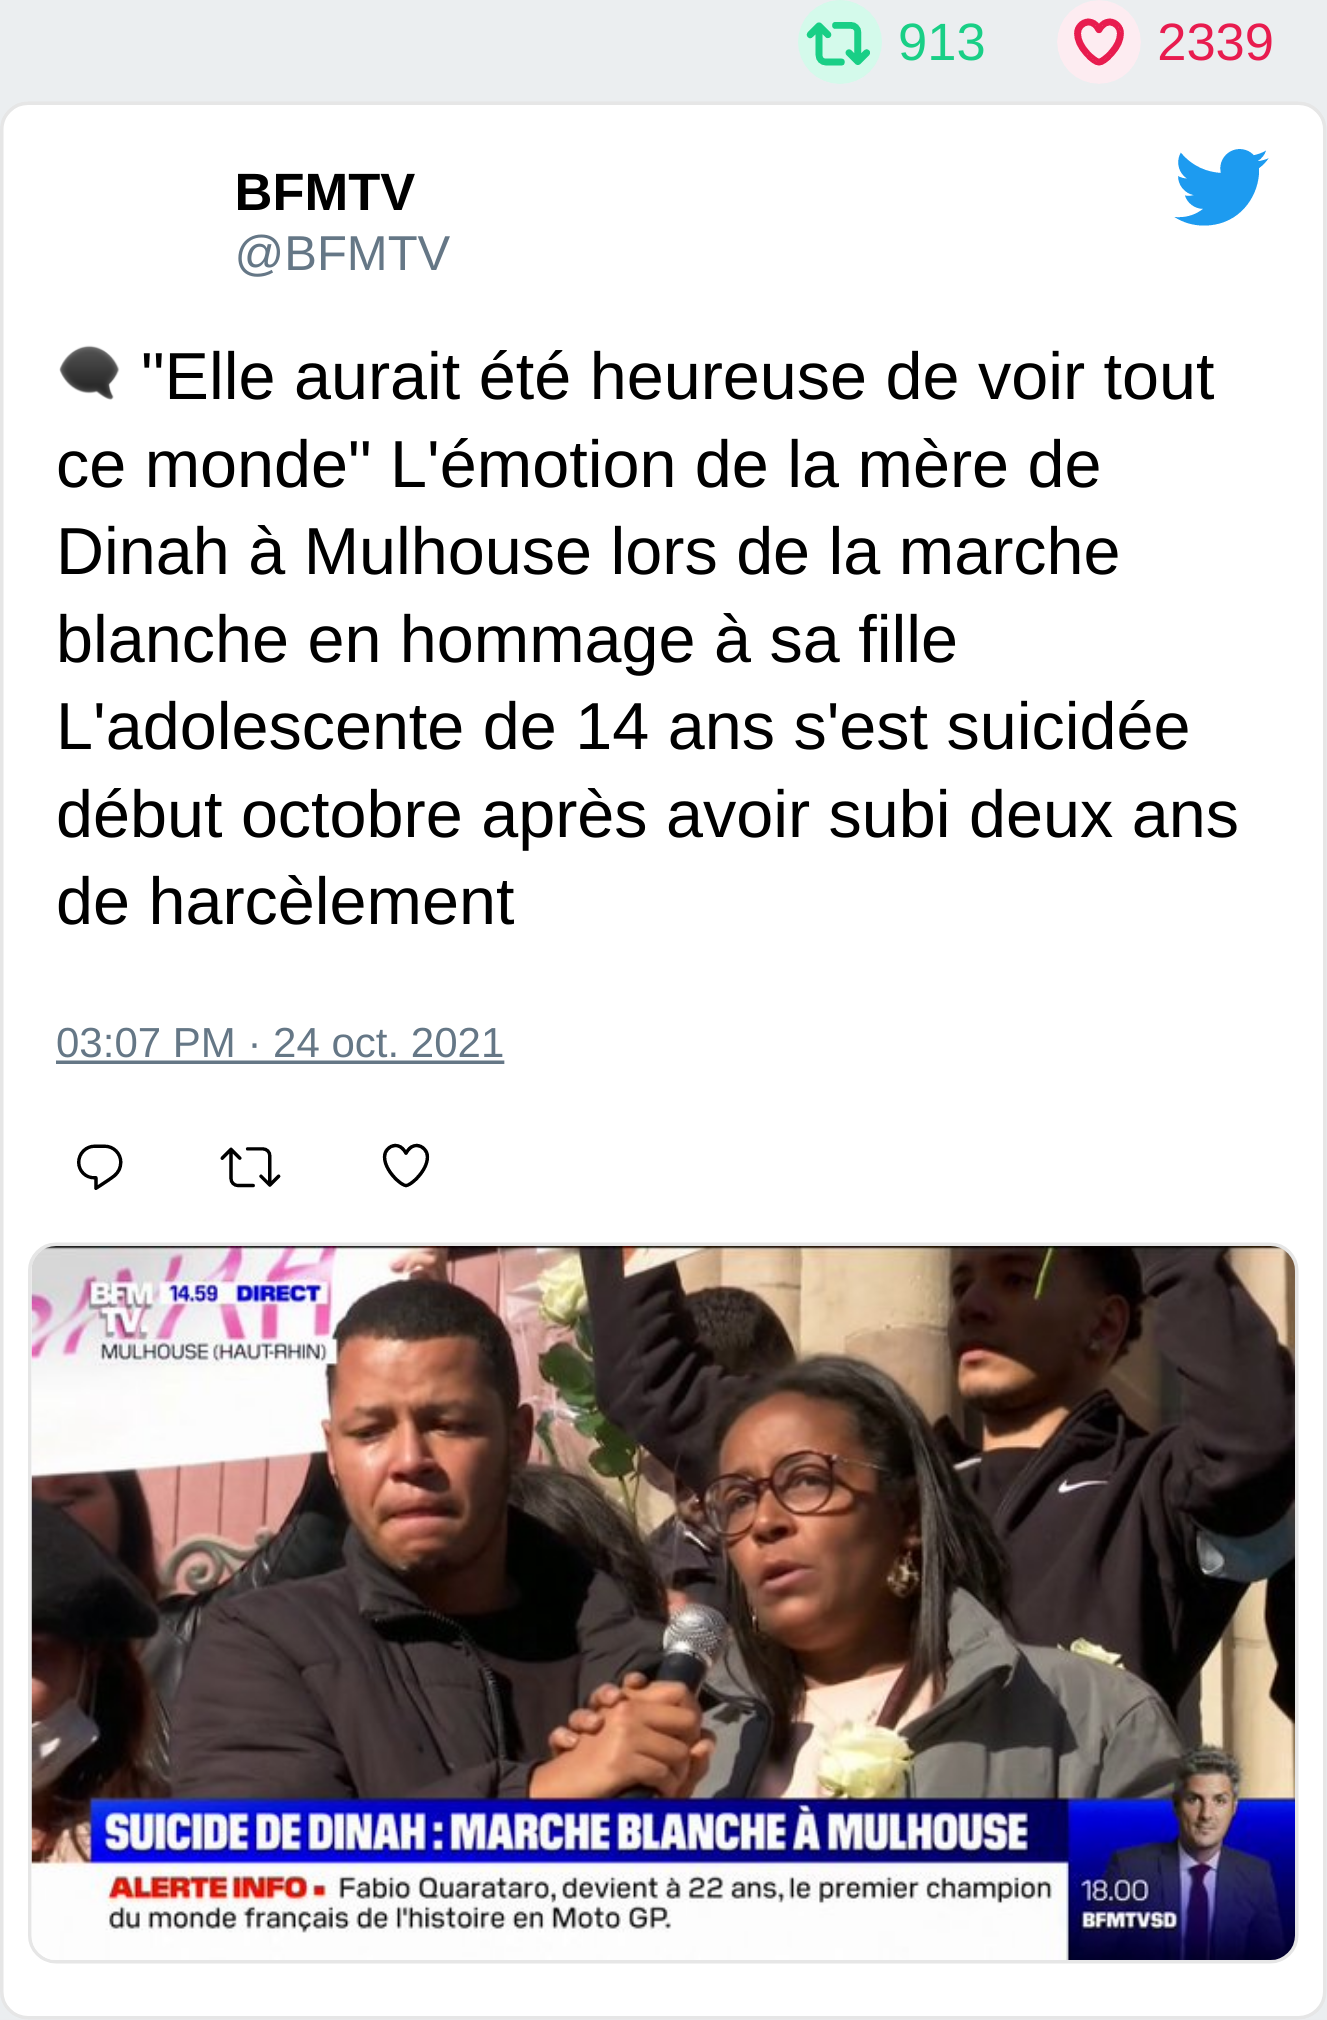 913 2339
BFMTV
@BFMTV
"Elle aurait été heureuse de voir tout
ce monde" L'émotion de la mère de
Dinah à Mulhouse lors de la marche
blanche en hommage à sa fille
L'adolescente de 14 ans s'est suicidée
début octobre après avoir subi deux ans
de harcèlement
03:07 PM · 24 oct. 2021
BFM 14.59 DIRECT
TV.
MULHOUSE (HAUT-RHIN)
SUICIDE DE DINAH : MARCHE BLANCHE À MULHOUSE
ALERTE INFO ▪ Fabio Quarataro, devient à 22 ans, le premier champion
du monde français de l'histoire en Moto GP.
18.00
BFMTVSD